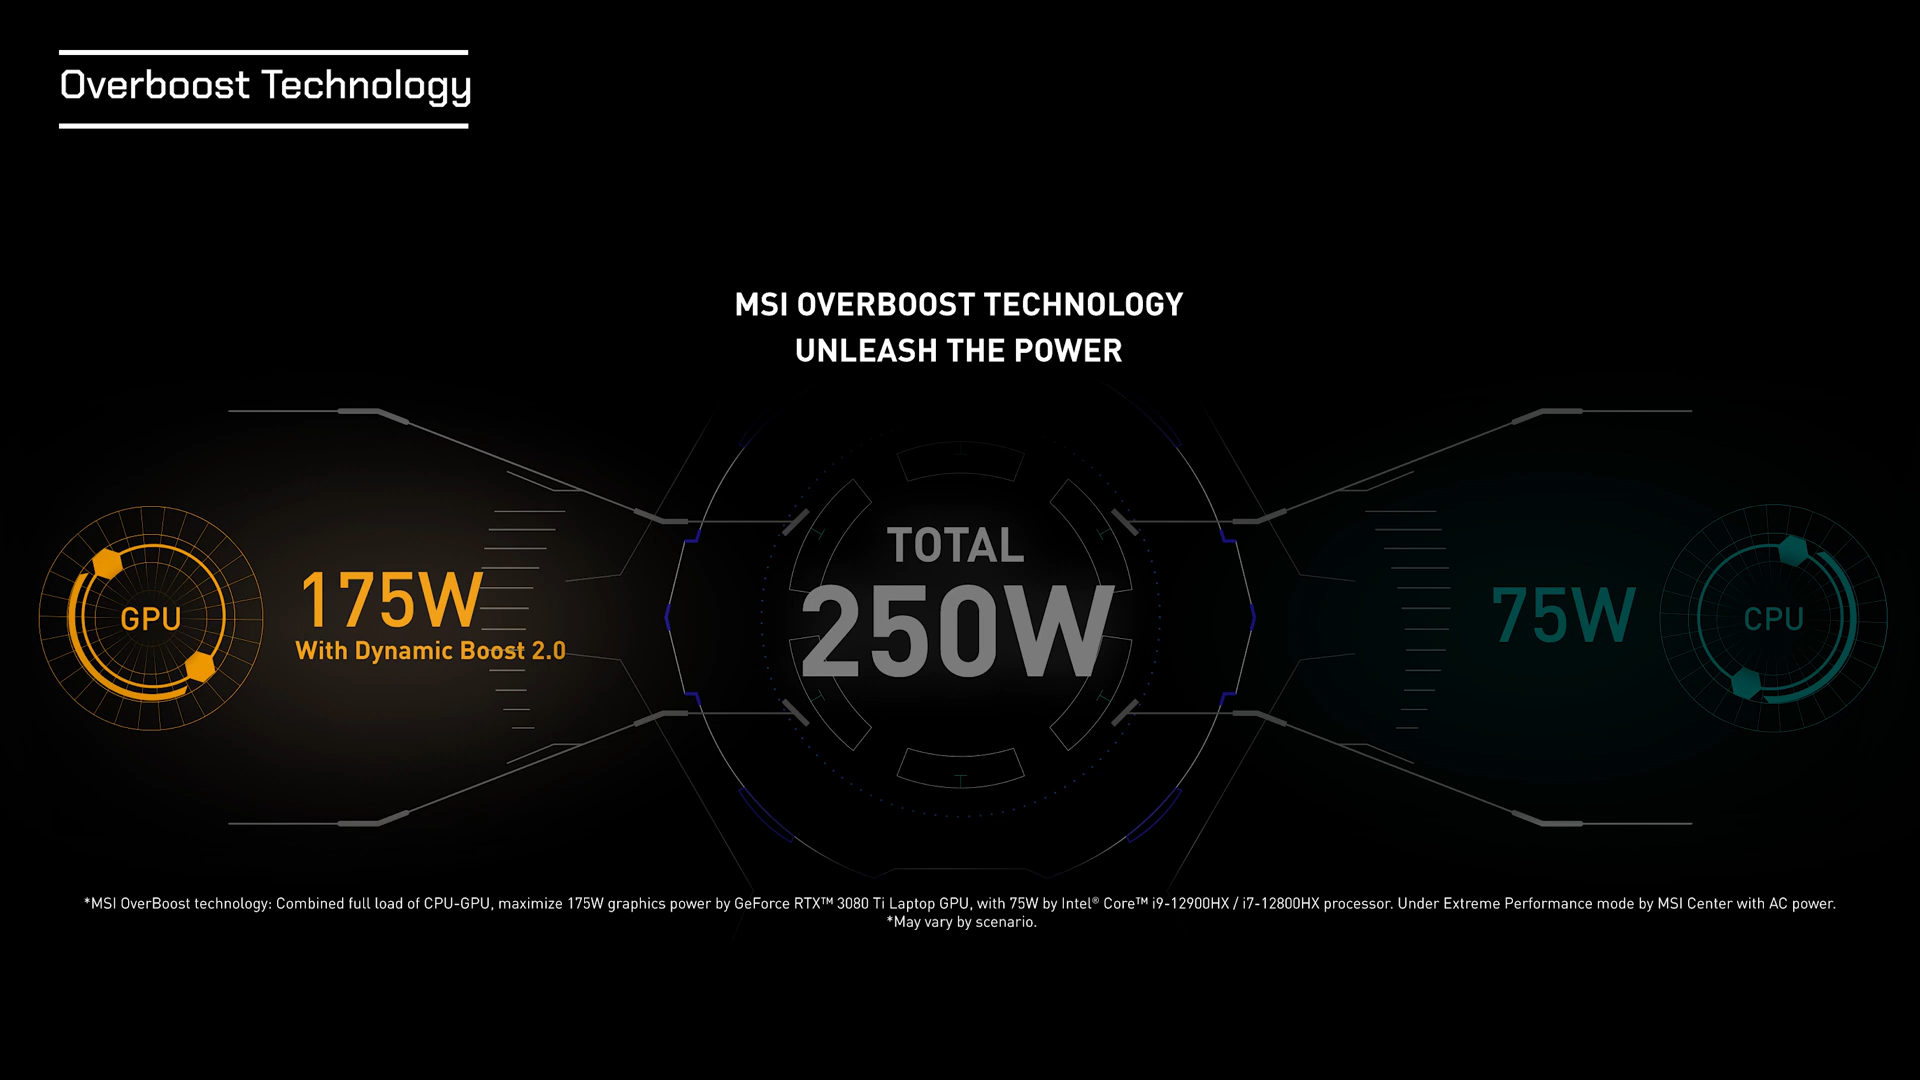 Overboost Technology
MSI OVERBOOST TECHNOLOGY
UNLEASH THE POWER
GPU
175W
With Dynamic Boost 2.0
TOTAL
250W
75W
CPU
*MSI OverBoost technology: Combined full load of CPU-GPU, maximize 175W graphics power by GeForce RTX™ 3080 Ti Laptop GPU, with 75W by Intel® Core™ i9-12900HX / i7-12800HX processor. Under Extreme Performance mode by MSI Center with AC power.
*May vary by scenario.